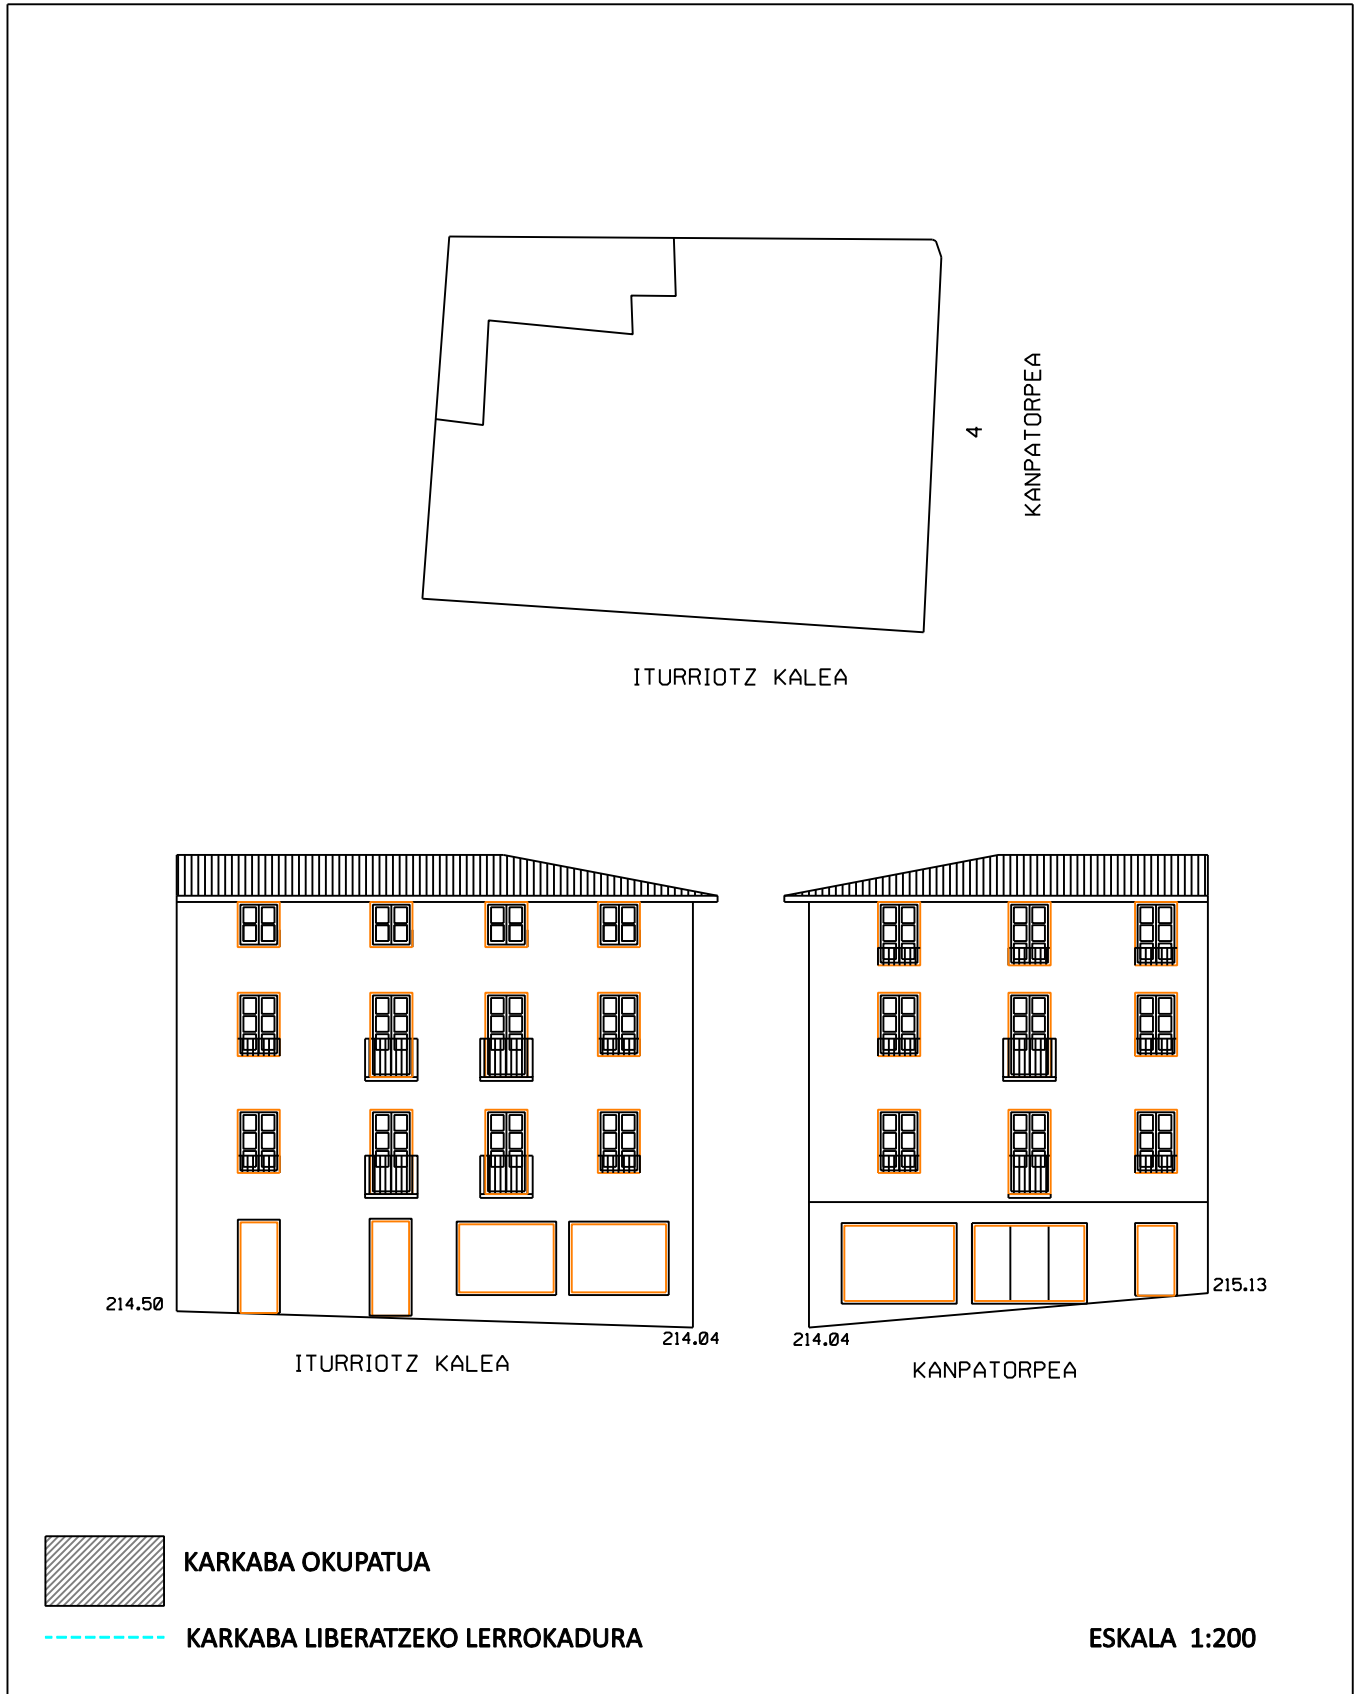 KANPATORPEA
4
ITURRIOTZ KALEA
214.50
214.04
214.04
215.13
ITURRIOTZ KALEA
KANPATORPEA
KARKABA OKUPATUA
KARKABA LIBERATZEKO LERROKADURA
ESKALA 1:200